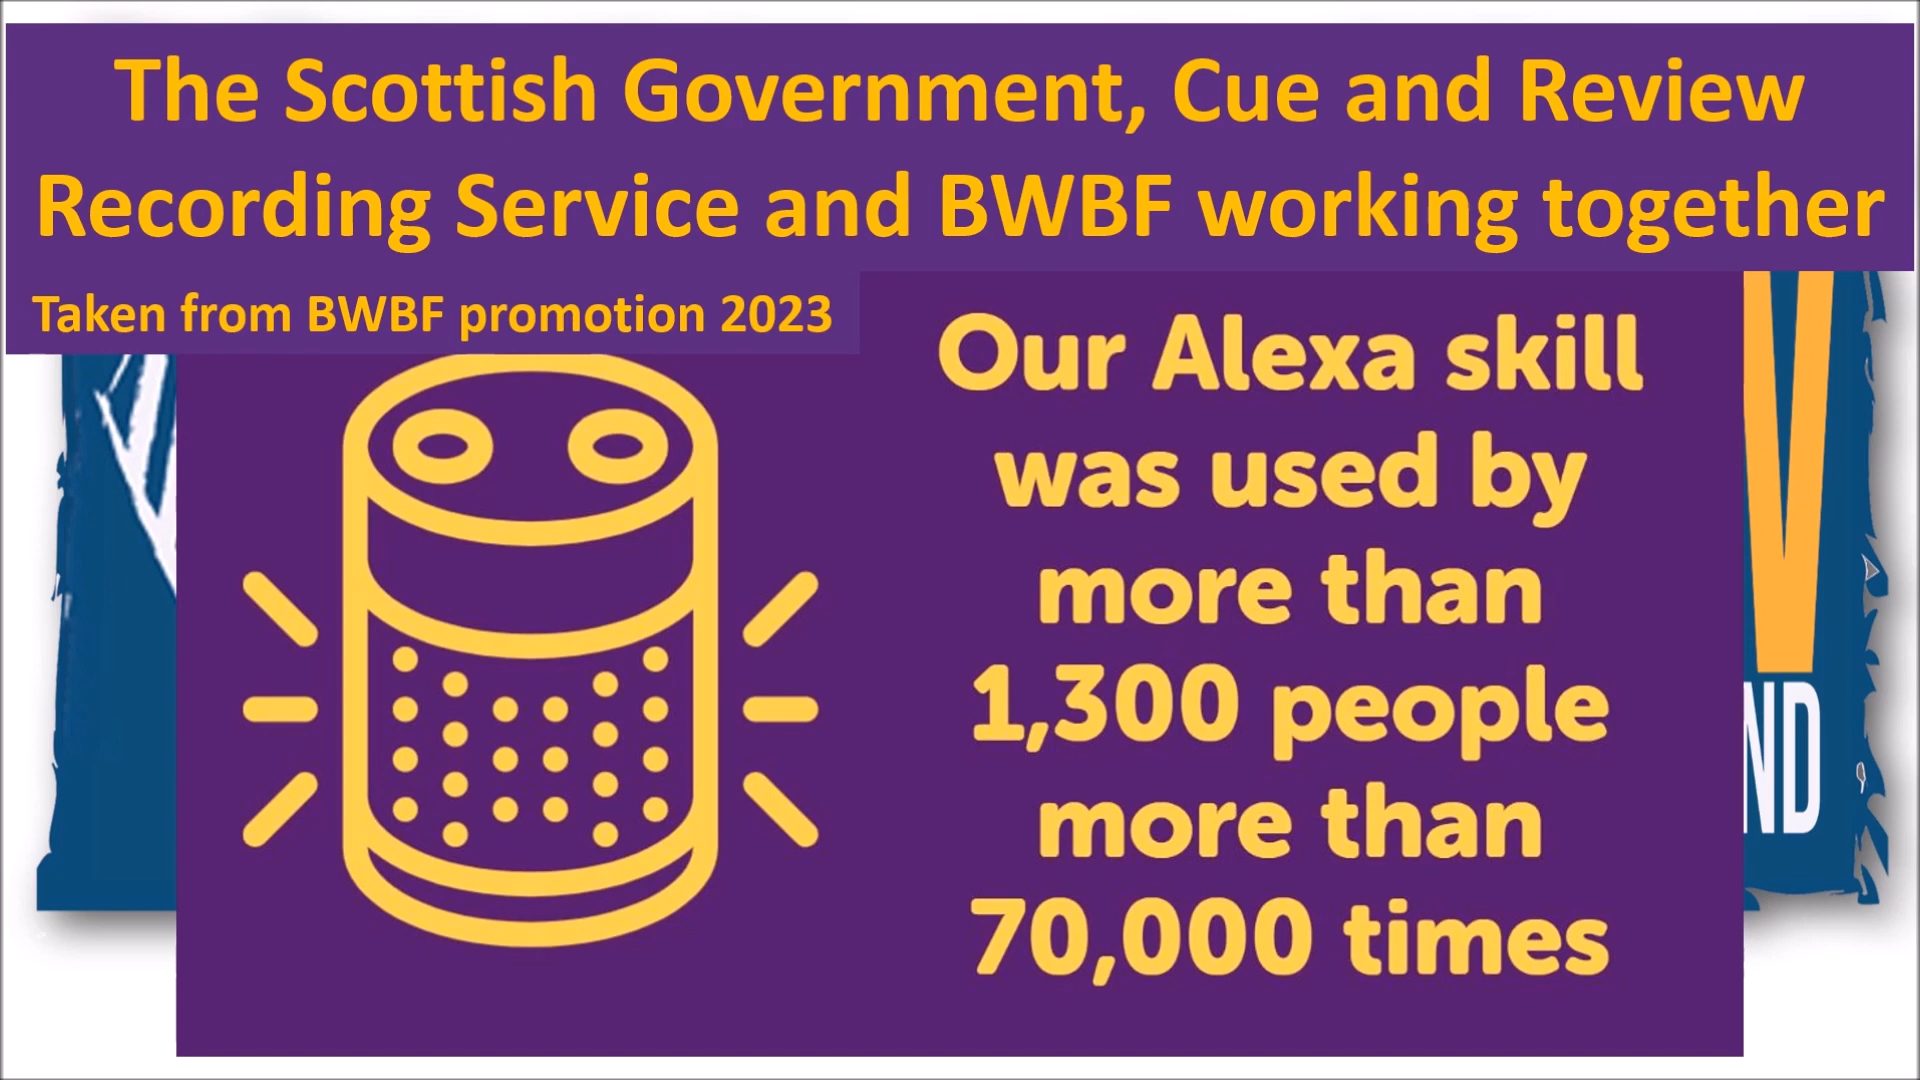 The Scottish Government, Cue and Review
Recording Service and BWBF working together
Taken from BWBF promotion 2023
Our Alexa skill
was used by
more than
1,300 people
more than
70,000 times
V
ND